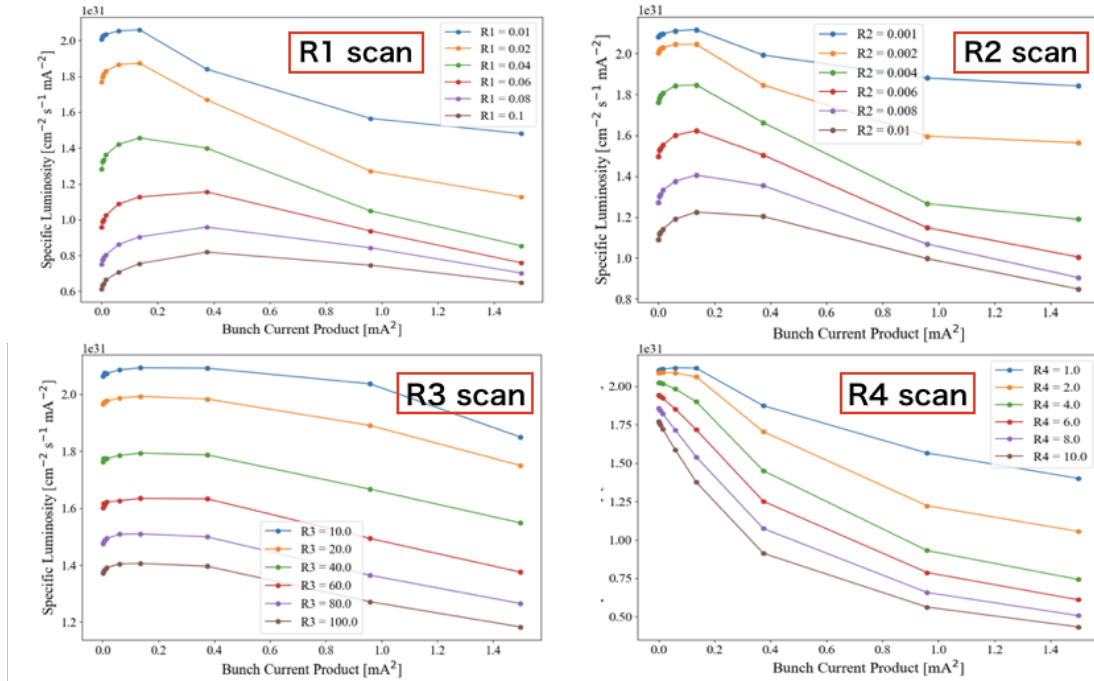 1e31
R1 scan
R1 = 0.01
R1 = 0.02
R1 = 0.04
R1 = 0.06
R1 = 0.08
R1 = 0.1
Specific Luminosity [cm⁻² s⁻¹ mA⁻²]
2.0
1.8
1.6
1.4
1.2
1.0
0.8
0.6
0.0 0.2 0.4 0.6 0.8 1.0 1.2 1.4
Bunch Current Product [mA²]
1e31
R2 scan
R2 = 0.001
R2 = 0.002
R2 = 0.004
R2 = 0.006
R2 = 0.008
R2 = 0.01
Specific Luminosity [cm⁻² s⁻¹ mA⁻²]
2.0
1.8
1.6
1.4
1.2
1.0
0.8
0.0 0.2 0.4 0.6 0.8 1.0 1.2 1.4
Bunch Current Product [mA²]
1e31
R3 scan
R3 = 10.0
R3 = 20.0
R3 = 40.0
R3 = 60.0
R3 = 80.0
R3 = 100.0
Specific Luminosity [cm⁻² s⁻¹ mA⁻²]
2.0
1.8
1.6
1.4
1.2
0.0 0.2 0.4 0.6 0.8 1.0 1.2 1.4
Bunch Current Product [mA²]
1e31
R4 scan
R4 = 1.0
R4 = 2.0
R4 = 4.0
R4 = 6.0
R4 = 8.0
R4 = 10.0
2.00
1.75
1.50
1.25
1.00
0.75
0.50
0.0 0.2 0.4 0.6 0.8 1.0 1.2 1.4
Bunch Current Product [mA²]